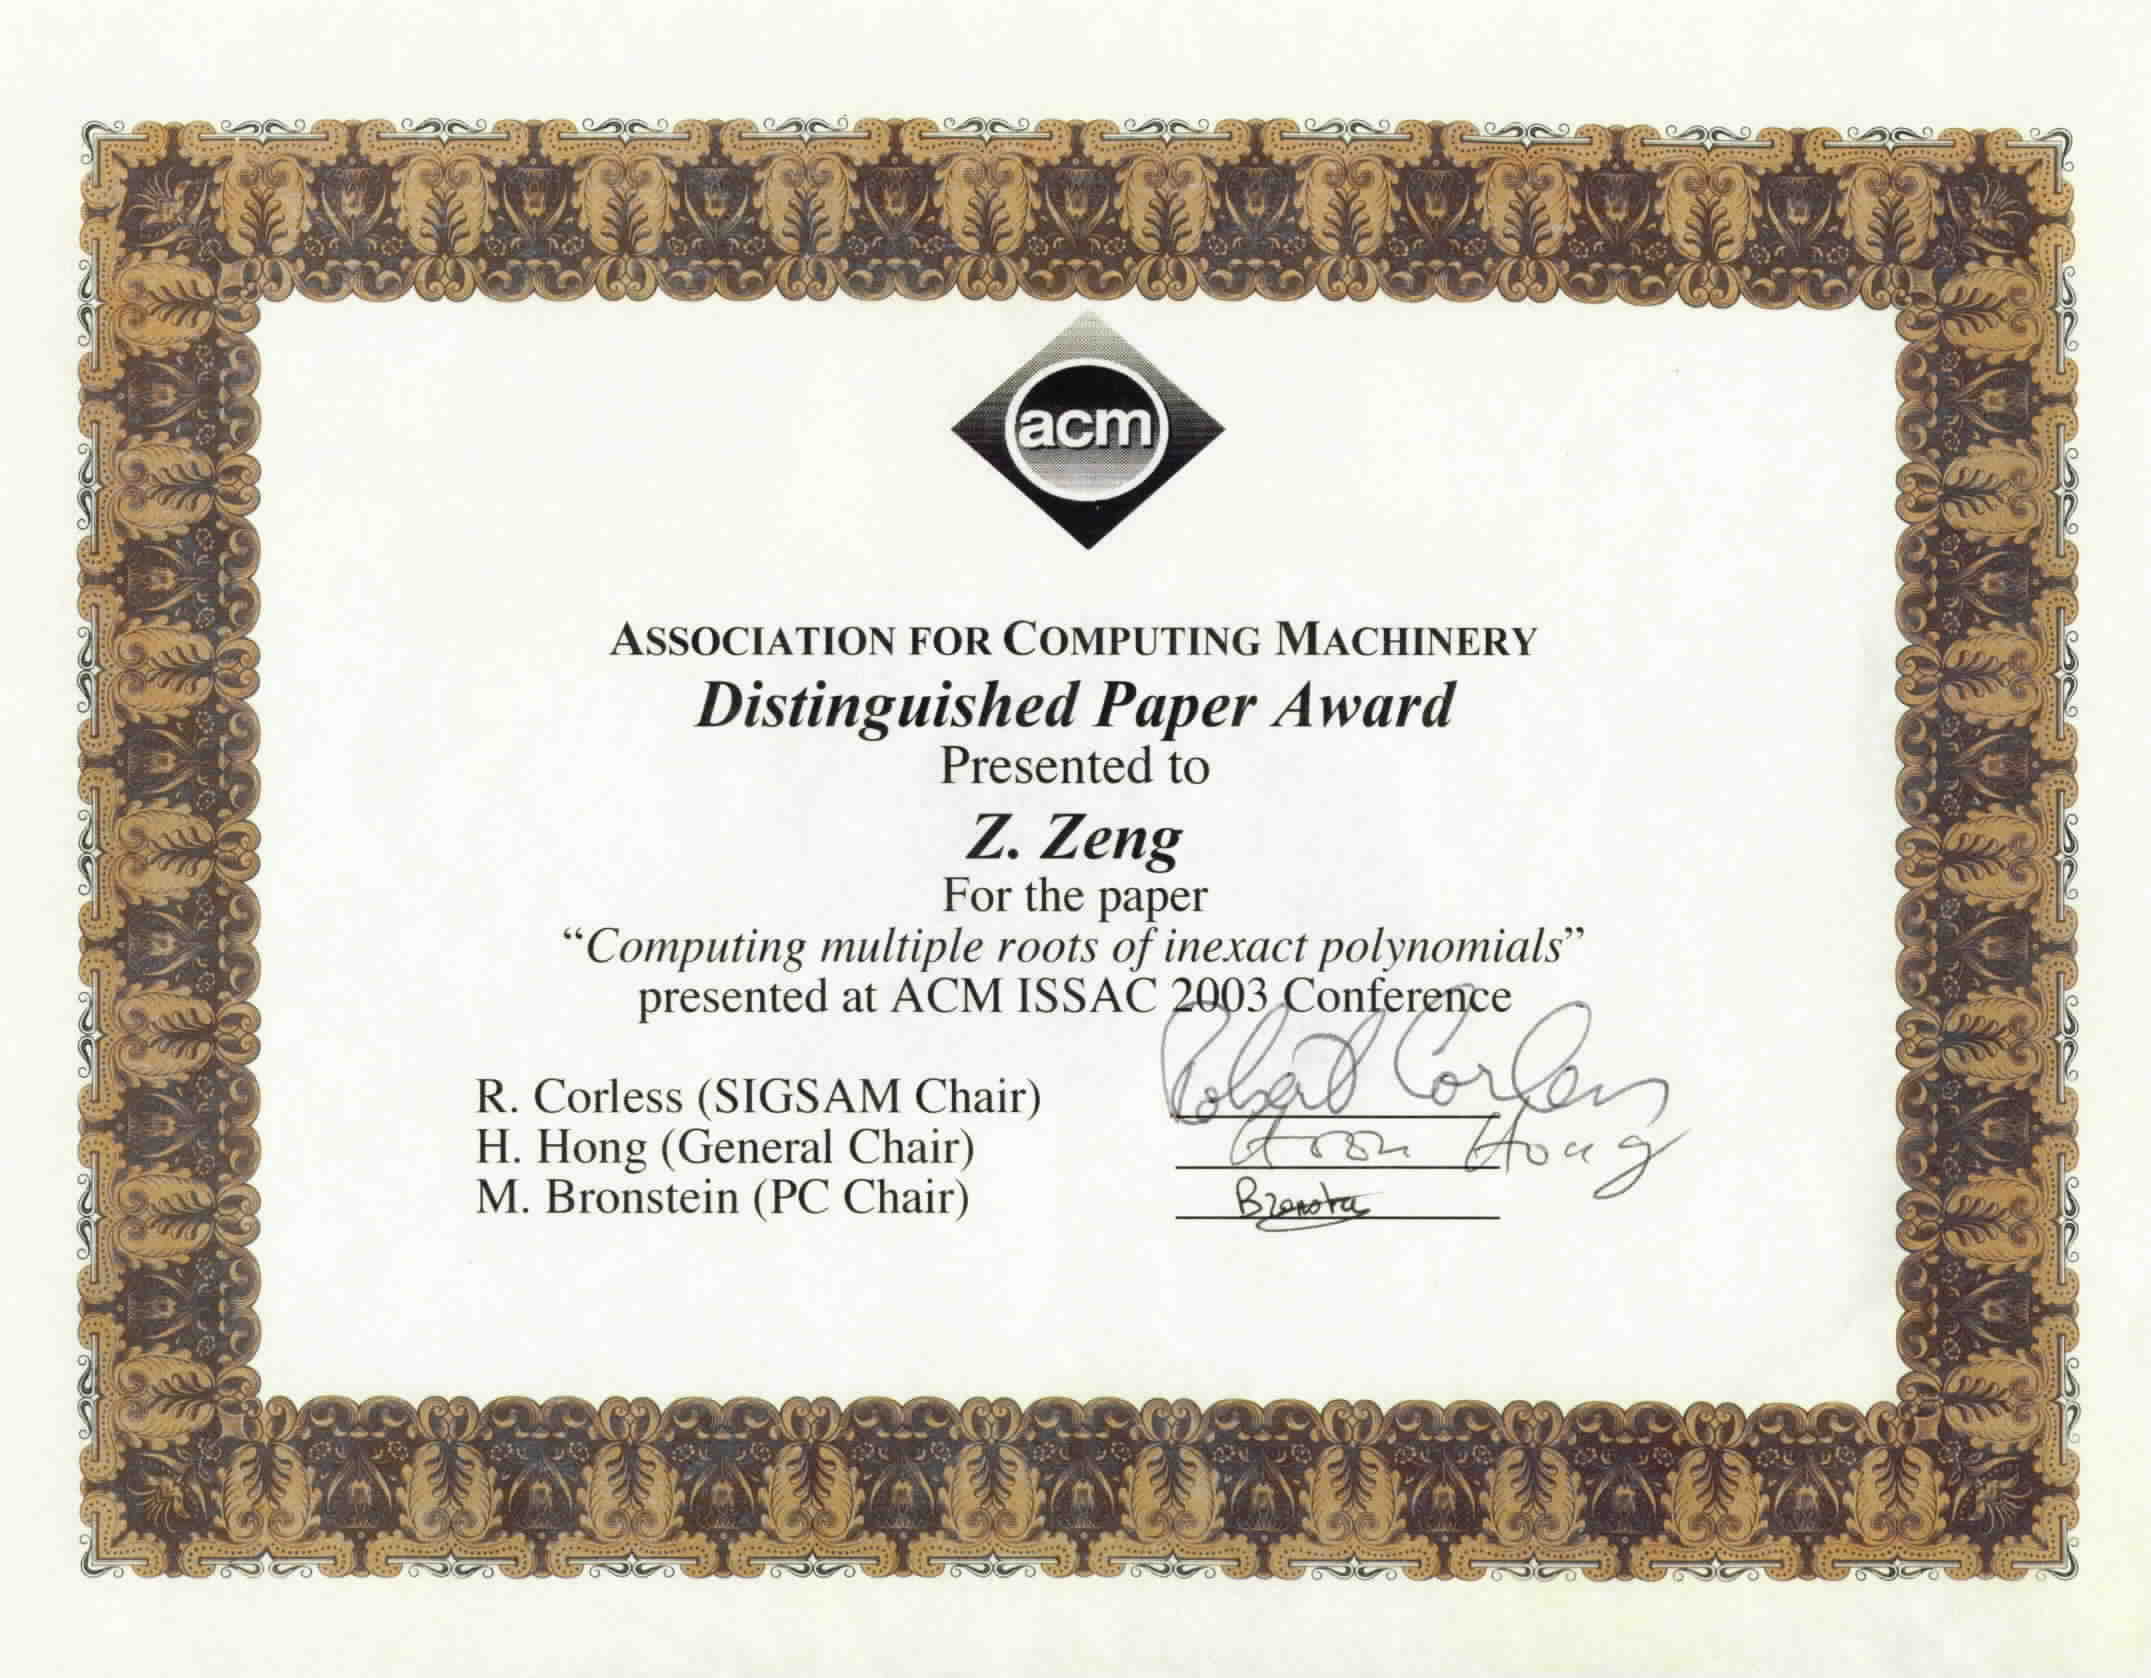 acm
ASSOCIATION FOR COMPUTING MACHINERY
Distinguished Paper Award
Presented to
Z. Zeng
For the paper
“Computing multiple roots of inexact polynomials”
presented at ACM ISSAC 2003 Conference
R. Corless (SIGSAM Chair) Robert Corless
H. Hong (General Chair) Hoon Hong
M. Bronstein (PC Chair)